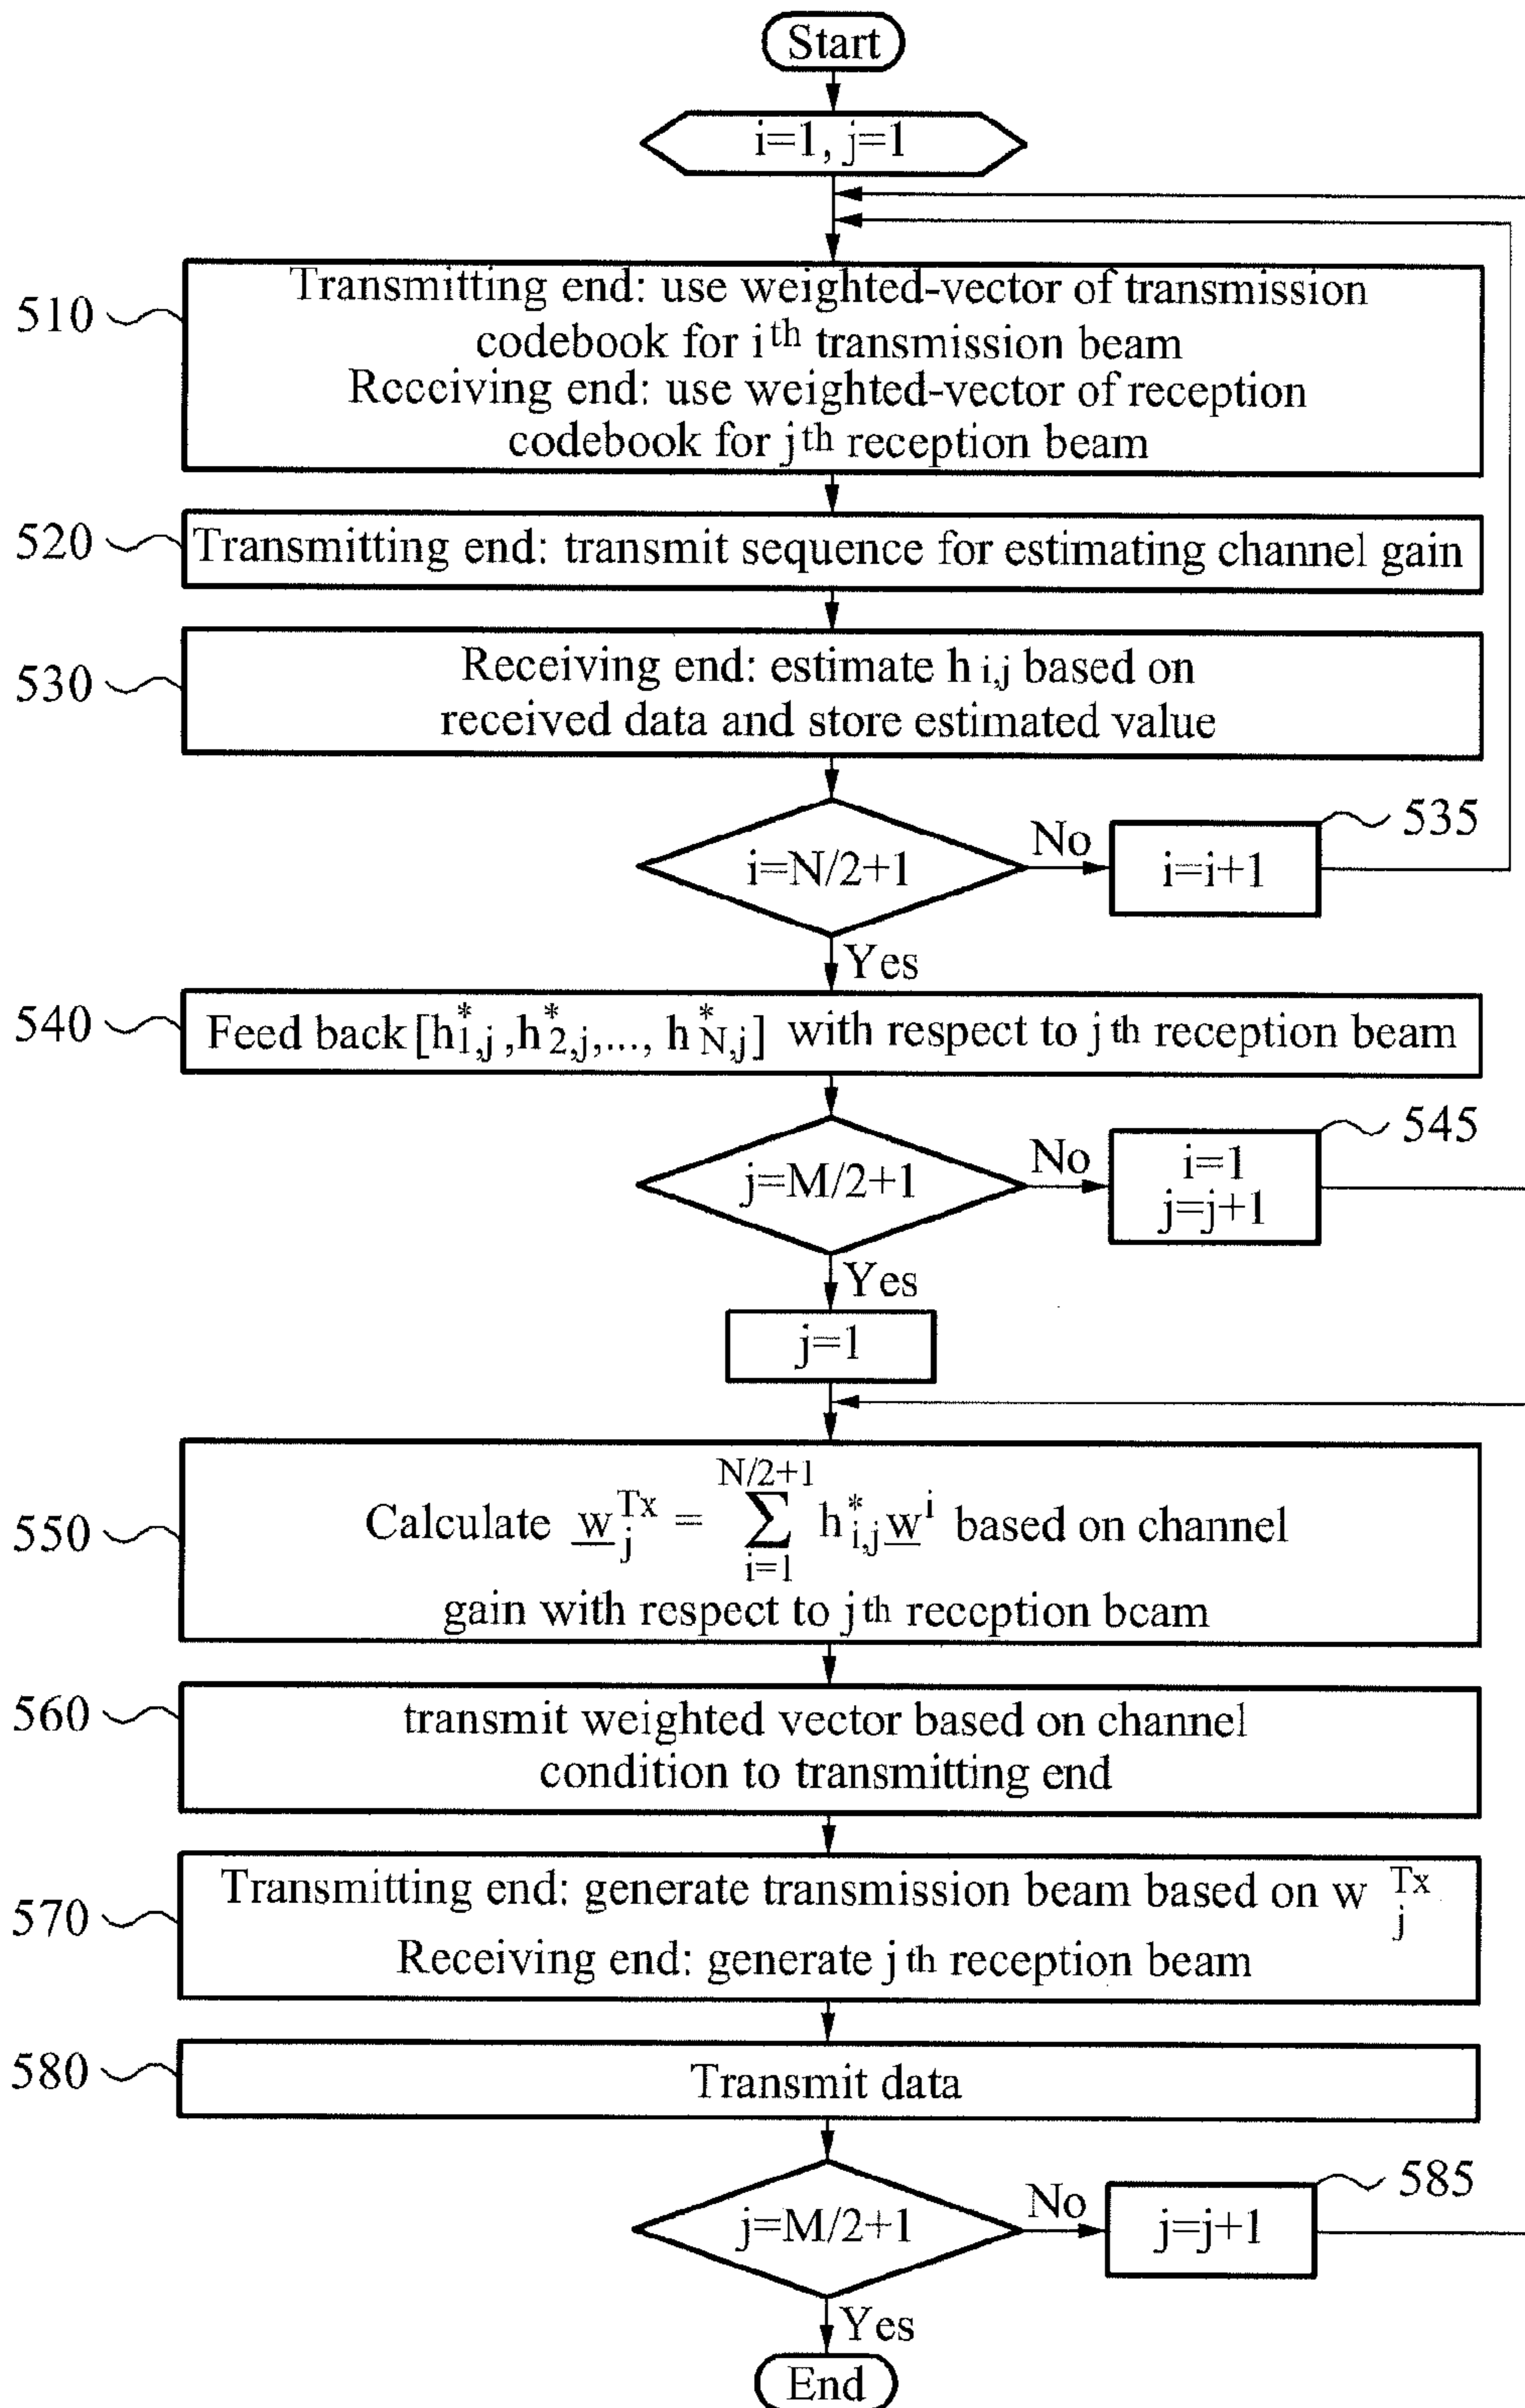 Start
i=1, j=1
510
Transmitting end: use weighted-vector of transmission
codebook for i th transmission beam
Receiving end: use weighted-vector of reception
codebook for j th reception beam
520
Transmitting end: transmit sequence for estimating channel gain
530
Receiving end: estimate h i,j based on
received data and store estimated value
i=N/2+1
No
535
i=i+1
Yes
540
Feed back [h*1,j ,h*2,j,..., h*N,j] with respect to j th reception beam
j=M/2+1
No
545
i=1
j=j+1
Yes
j=1
550
Calculate w_j^Tx = ∑_{i=1}^{N/2+1} h*_{i,j} w^i based on channel
gain with respect to j th reception beam
560
transmit weighted vector based on channel
condition to transmitting end
570
Transmitting end: generate transmission beam based on w_j^Tx
Receiving end: generate j th reception beam
580
Transmit data
j=M/2+1
No
585
j=j+1
Yes
End